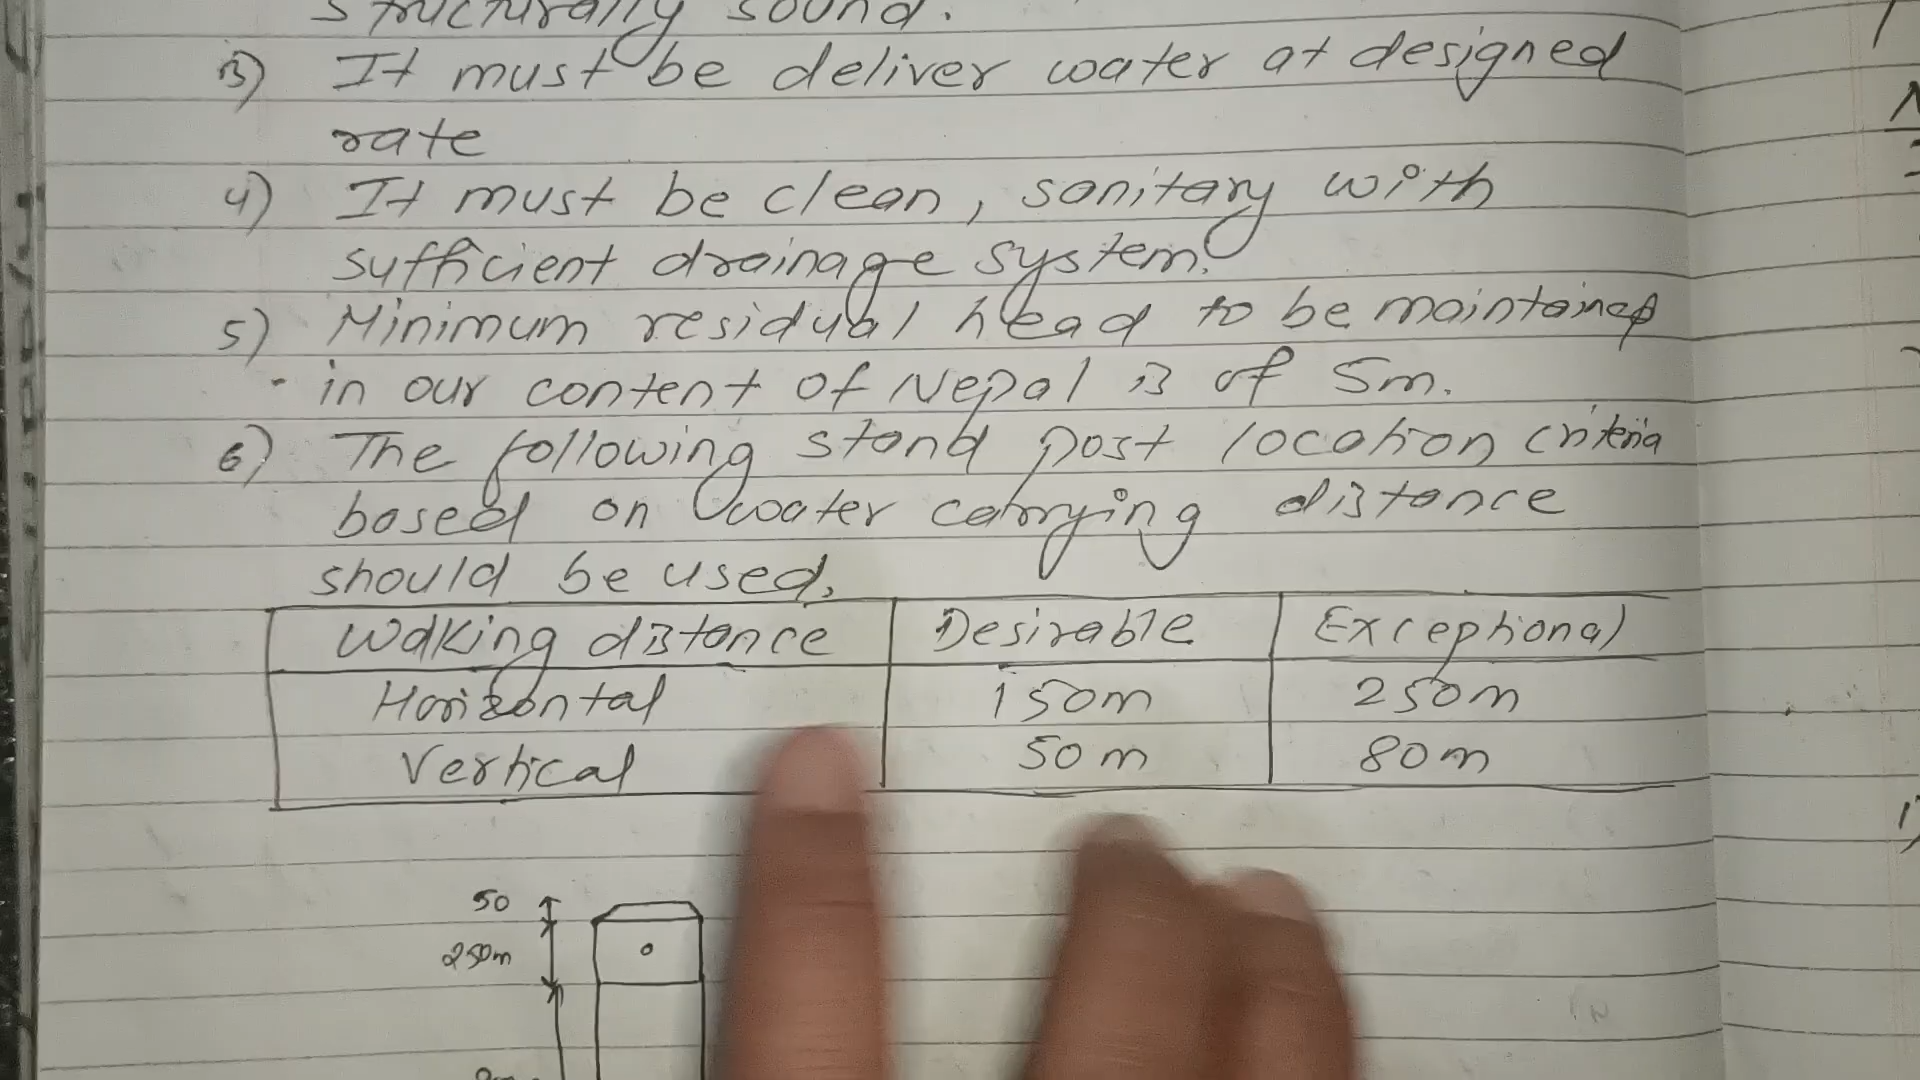 structurally sound.
3) It must be deliver water at designed
rate
4) It must be clean, sanitary with
sufficient drainage system.
5) Minimum residual head to be maintained
in our content of Nepal is of 5m.
6) The following stand post location criteria
based on water carrying distance
should be used.
Walking distance Desirable Exceptional
Horizontal 150m 250m
Vertical 50m 80m
50
250m